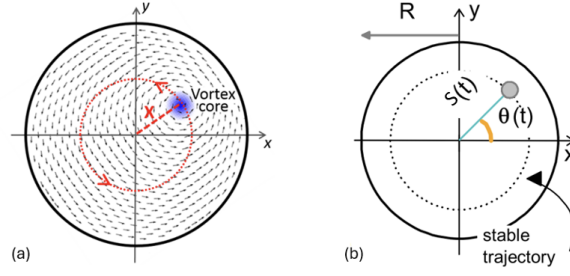 y
Vortex
core
X
x
(a)
R
y
s(t)
θ(t)
x
stable
trajectory
(b)